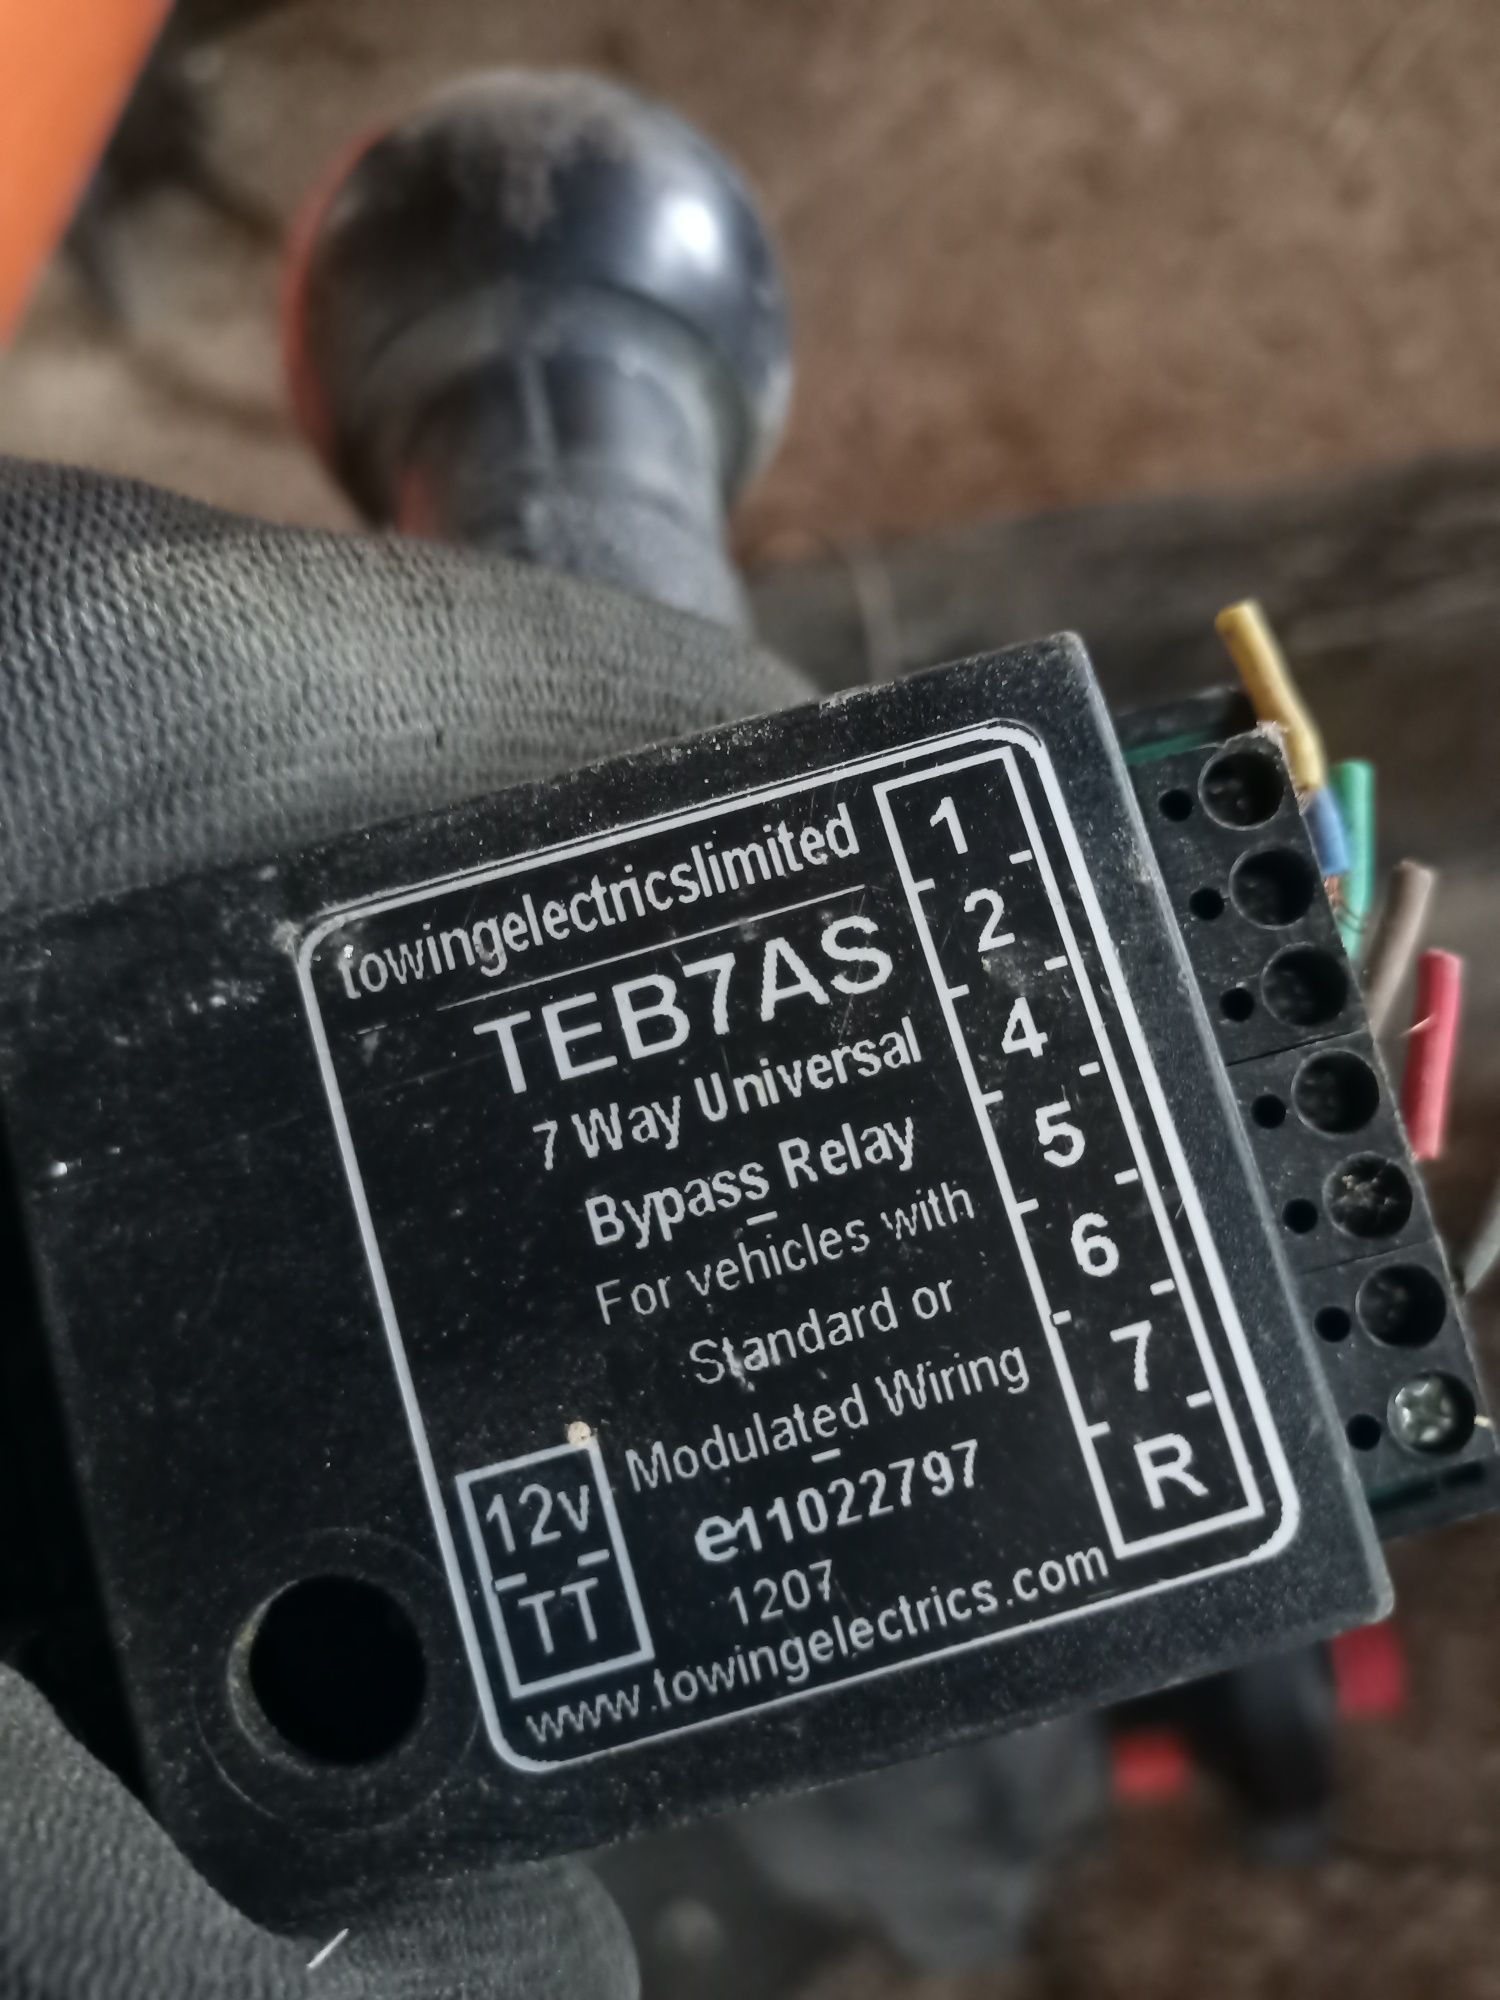 towingelectricslimited
TEB7AS
7 Way Universal
Bypass Relay
For vehicles with
Standard or
Modulated Wiring
e11022797
1207
www.towingelectrics.com
12v
TT
1
2
4
5
6
7
R